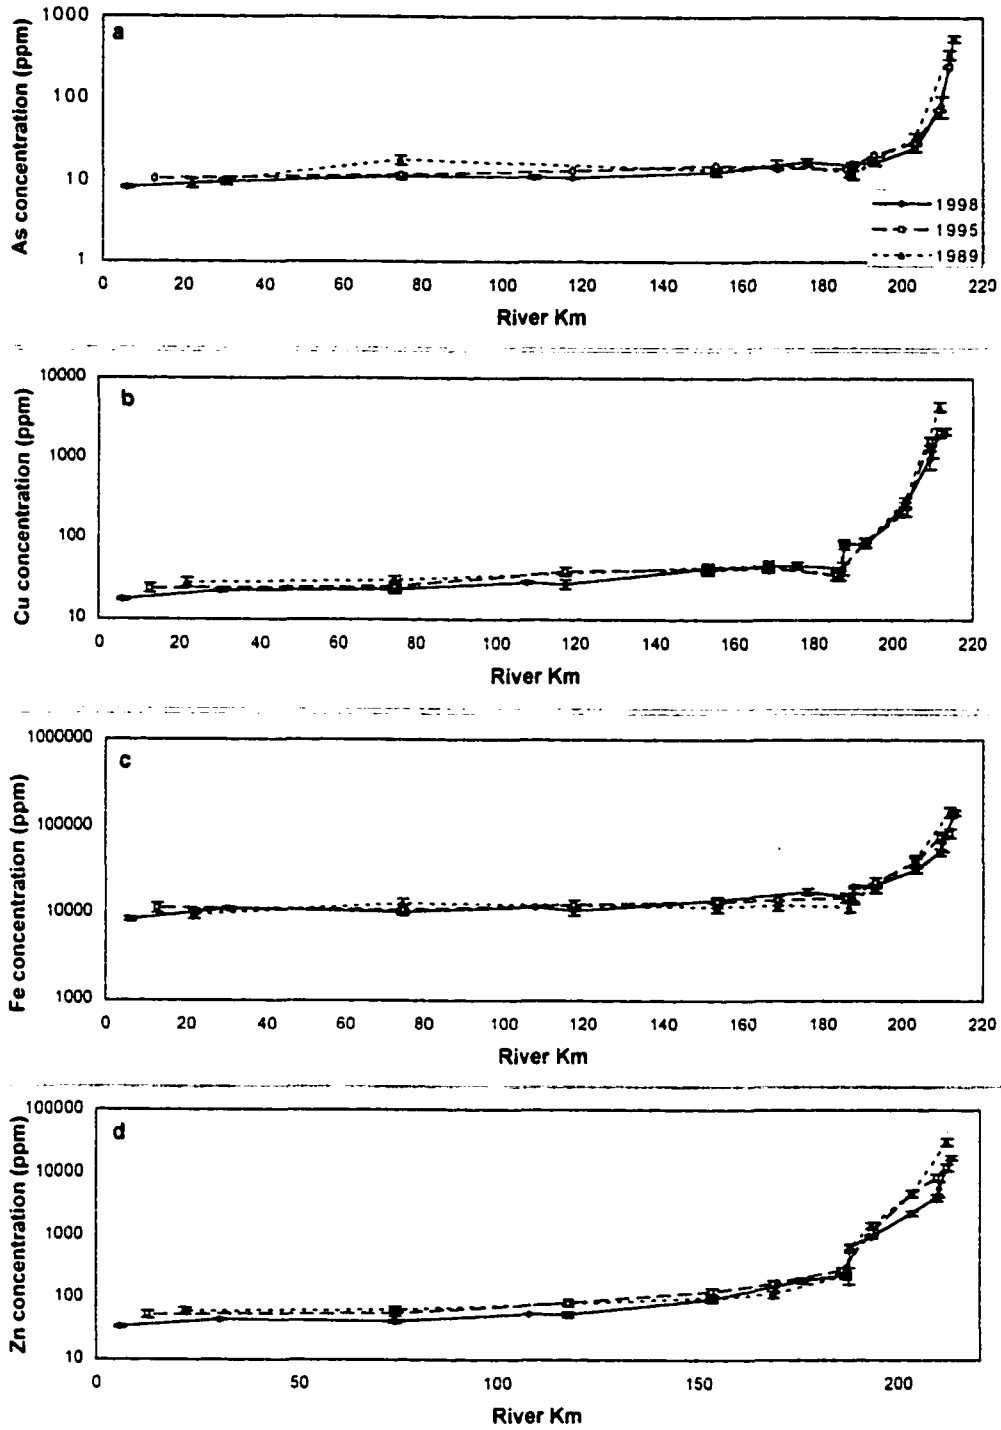 1000
a
As concentration (ppm)
100
10
1
1998
1995
1989
0 20 40 60 80 100 120 140 160 180 200 220
River Km
10000
b
Cu concentration (ppm)
1000
100
10
0 20 40 60 80 100 120 140 160 180 200 220
River Km
1000000
c
Fe concentration (ppm)
100000
10000
1000
0 20 40 60 80 100 120 140 160 180 200 220
River Km
100000
d
Zn concentration (ppm)
10000
1000
100
10
0 50 100 150 200
River Km